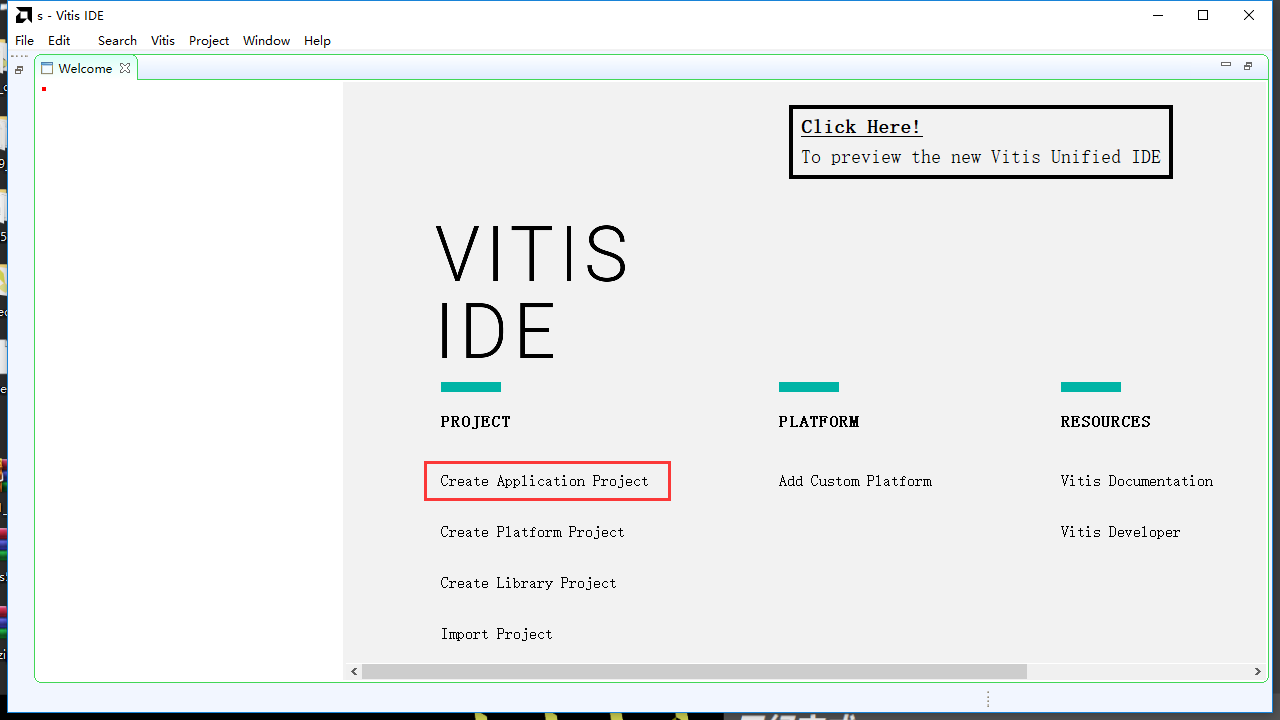 s - Vitis IDE
File Edit Search Vitis Project Window Help
Welcome
Click Here!
To preview the new Vitis Unified IDE
VITIS
IDE
PROJECT
PLATFORM
RESOURCES
Create Application Project
Add Custom Platform
Vitis Documentation
Create Platform Project
Vitis Developer
Create Library Project
Import Project